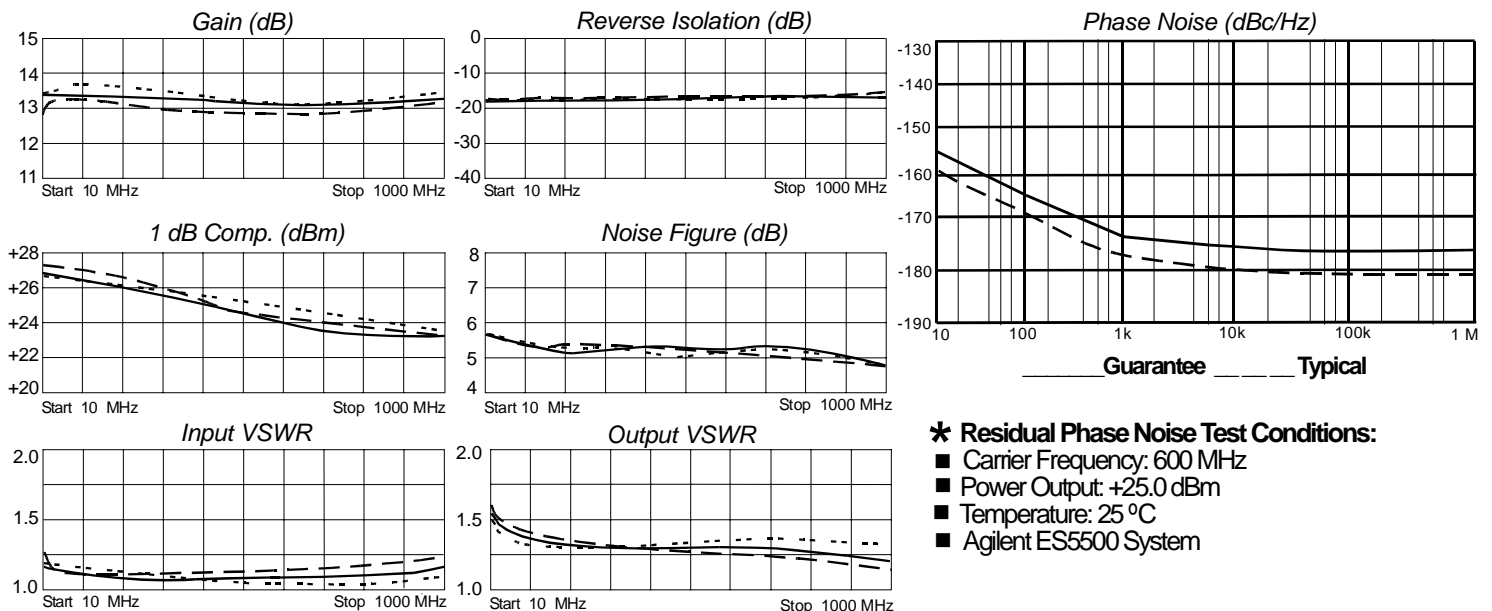 Gain (dB)
15
14
13
12
11
Start 10 MHz
Stop 1000 MHz
Reverse Isolation (dB)
0
-10
-20
-30
-40
Start 10 MHz
Stop 1000 MHz
Phase Noise (dBc/Hz)
-130
-140
-150
-160
-170
-180
-190
10
100
1k
10k
100k
1 M
_______Guarantee __ __ __ Typical
1 dB Comp. (dBm)
+28
+26
+24
+22
+20
Start 10 MHz
Stop 1000 MHz
Noise Figure (dB)
8
7
6
5
4
Start 10 MHz
Stop 1000 MHz
Input VSWR
2.0
1.5
1.0
Start 10 MHz
Stop 1000 MHz
Output VSWR
2.0
1.5
1.0
Start 10 MHz
Stop 1000 MHz
* Residual Phase Noise Test Conditions:
■ Carrier Frequency: 600 MHz
■ Power Output: +25.0 dBm
■ Temperature: 25 ºC
■ Agilent ES5500 System